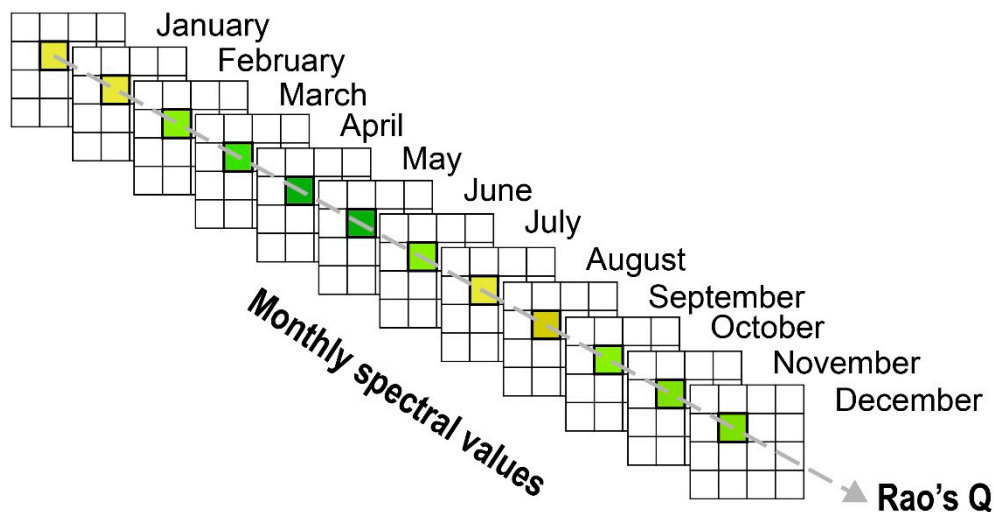 January
February
March
April
May
June
July
August
September
October
November
December
Monthly spectral values
Rao’s Q